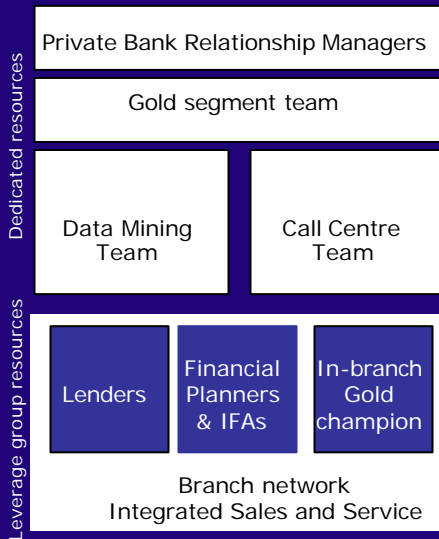 Dedicated resources
Private Bank Relationship Managers
Gold segment team
Data Mining
Team
Call Centre
Team
Leverage group resources
Lenders
Financial
Planners
& IFAs
In-branch
Gold
champion
Branch network
Integrated Sales and Service